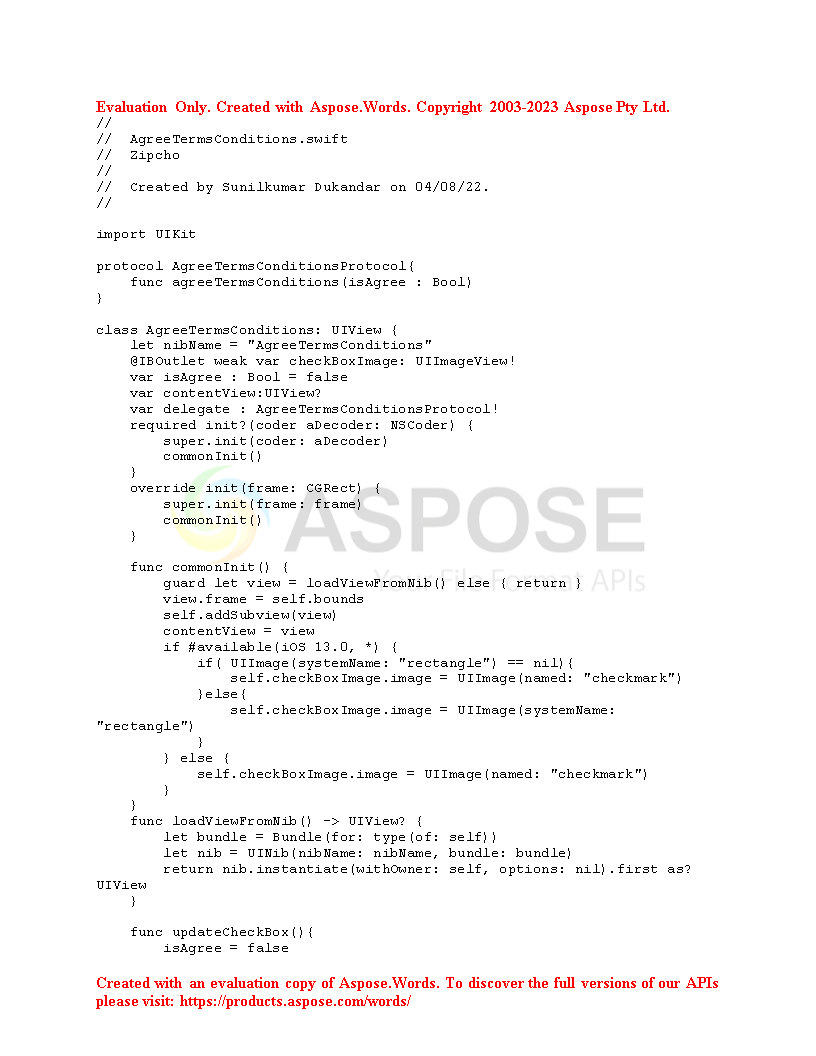 Evaluation Only. Created with Aspose.Words. Copyright 2003-2023 Aspose Pty Ltd.
//
//  AgreeTermsConditions.swift
//  Zipcho
//
//  Created by Sunilkumar Dukandar on 04/08/22.
//
import UIKit
protocol AgreeTermsConditionsProtocol{
    func agreeTermsConditions(isAgree : Bool)
}
class AgreeTermsConditions: UIView {
    let nibName = "AgreeTermsConditions"
    @IBOutlet weak var checkBoxImage: UIImageView!
    var isAgree : Bool = false
    var contentView:UIView?
    var delegate : AgreeTermsConditionsProtocol!
    required init?(coder aDecoder: NSCoder) {
        super.init(coder: aDecoder)
        commonInit()
    }
    override init(frame: CGRect) {
        super.init(frame: frame)
        commonInit()
    }
ASPOSE
Your File Format APIs
    func commonInit() {
        guard let view = loadViewFromNib() else { return }
        view.frame = self.bounds
        self.addSubview(view)
        contentView = view
        if #available(iOS 13.0, *) {
            if( UIImage(systemName: "rectangle") == nil){
                self.checkBoxImage.image = UIImage(named: "checkmark")
            }else{
                self.checkBoxImage.image = UIImage(systemName:
"rectangle")
            }
        } else {
            self.checkBoxImage.image = UIImage(named: "checkmark")
        }
    }
    func loadViewFromNib() -> UIView? {
        let bundle = Bundle(for: type(of: self))
        let nib = UINib(nibName: nibName, bundle: bundle)
        return nib.instantiate(withOwner: self, options: nil).first as?
UIView
    }
    func updateCheckBox(){
        isAgree = false
Created with an evaluation copy of Aspose.Words. To discover the full versions of our APIs
please visit: https://products.aspose.com/words/